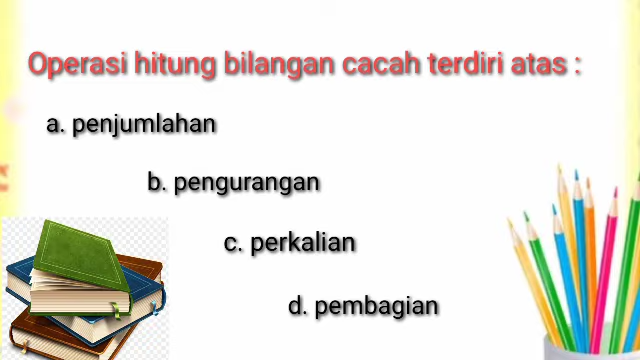 Operasi hitung bilangan cacah terdiri atas :
a. penjumlahan
b. pengurangan
c. perkalian
d. pembagian